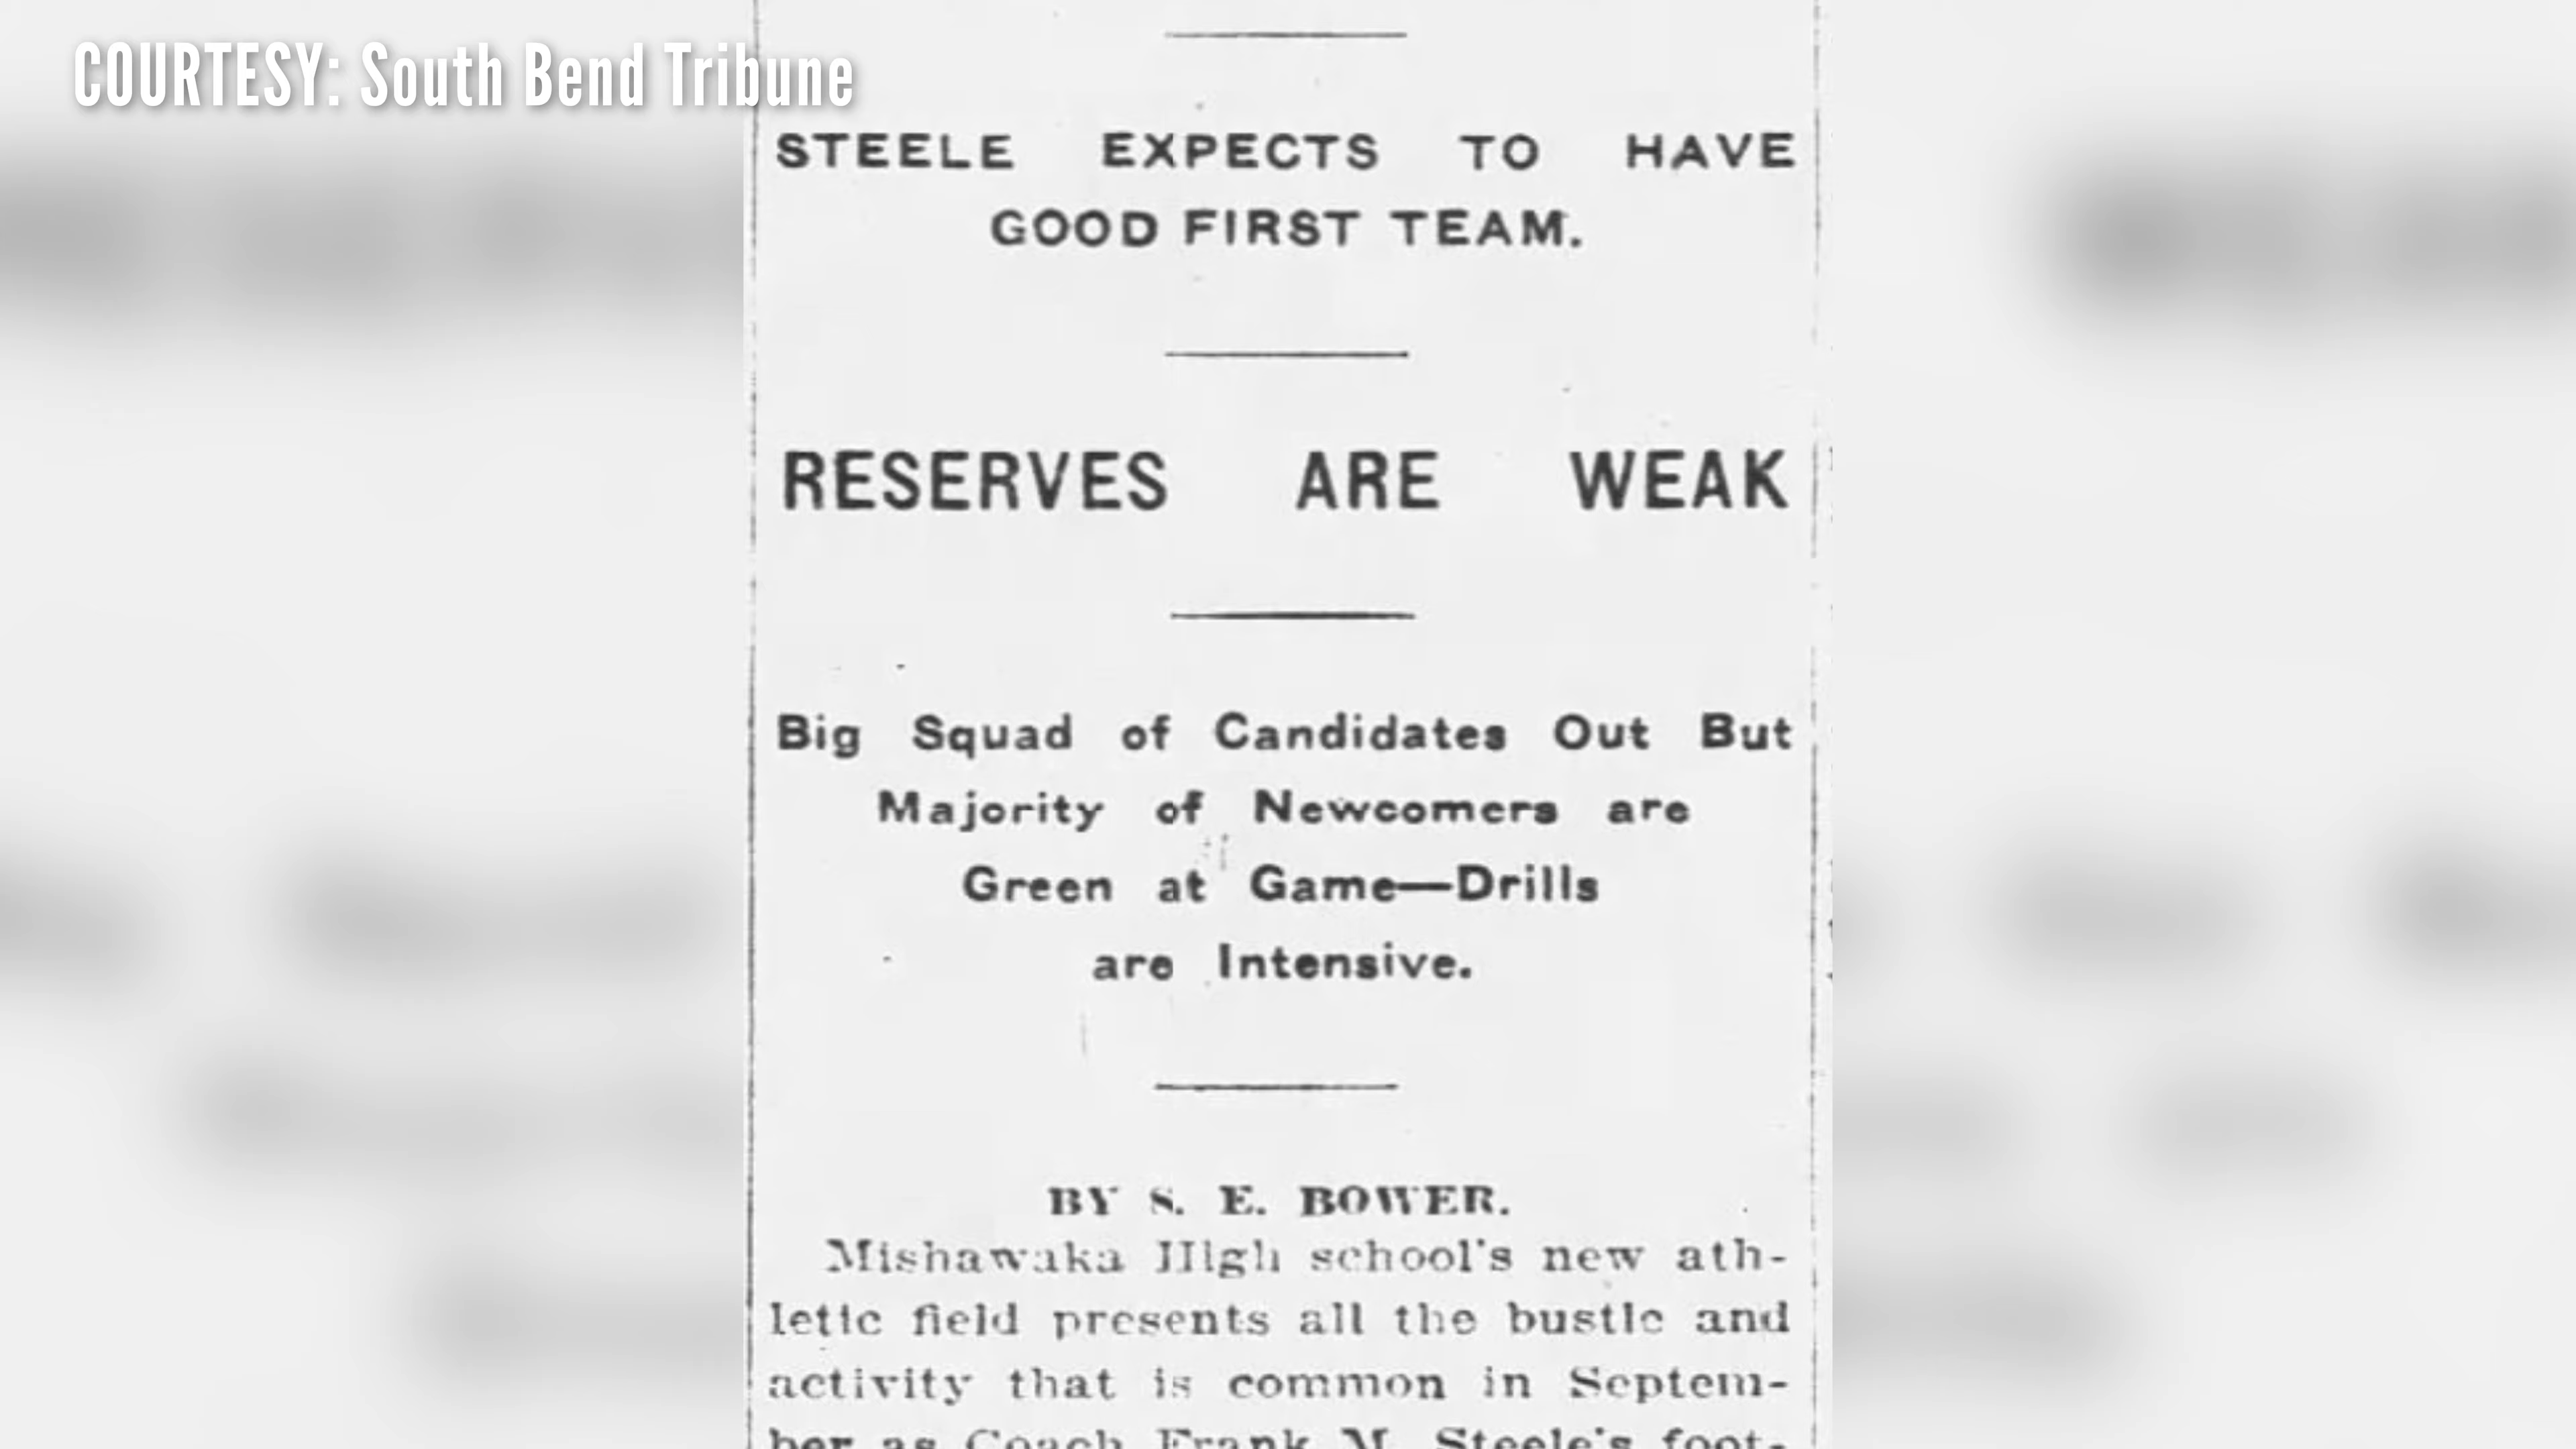 COURTESY: South Bend Tribune
STEELE EXPECTS TO HAVE
GOOD FIRST TEAM.
RESERVES ARE WEAK
Big Squad of Candidates Out But
Majority of Newcomers are
Green at Game—Drills
are Intensive.
BY S. E. BOWER.
Mishawaka High school's new ath-
letic field presents all the bustle and
activity that is common in Septem-
ber as Coach Frank M. Steele's foot-